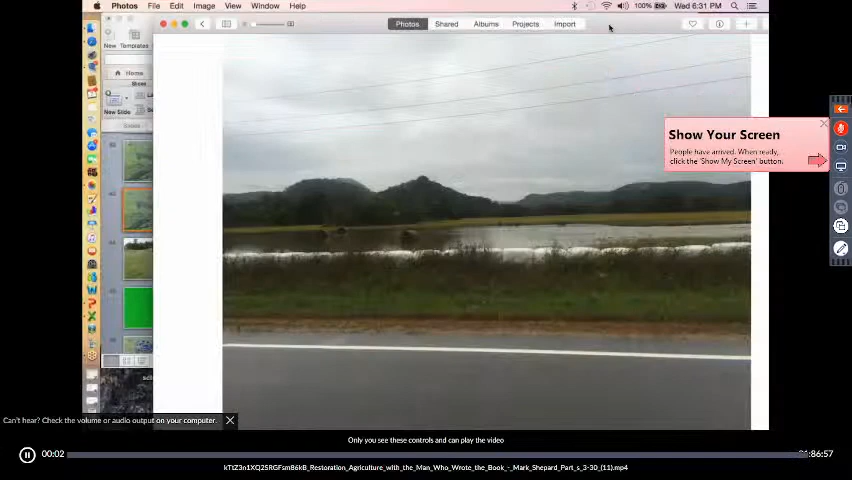 Photos File Edit Image View Window Help
100% Wed 6:31 PM
Photos Shared Albums Projects Import
New Templates
Home
Slides
New Slide
Show Your Screen
People have arrived. When ready,
click the 'Show My Screen' button.
Can't hear? Check the volume or audio output on your computer.
Only you see these controls and can play the video
00:02
kTtZ3n1XQ2SRGFsm86kB_Restoration_Agriculture_with_the_Man_Who_Wrote_the_Book_-_Mark_Shepard_Part_s_3-30_(11).mp4